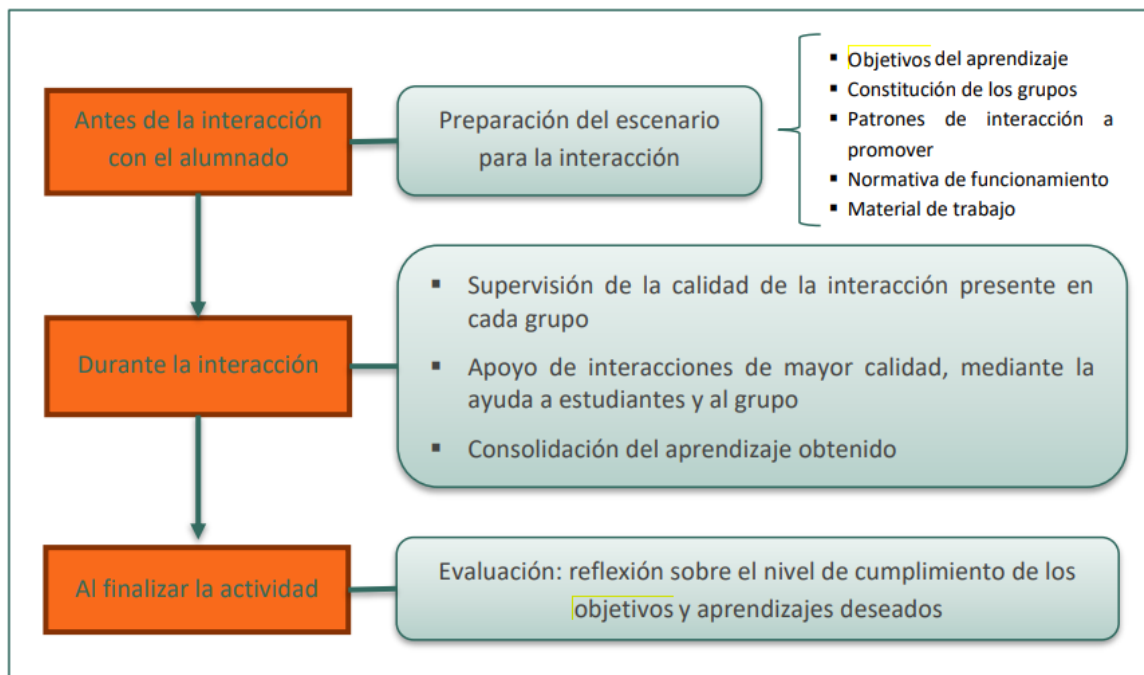 Antes de la interacción
con el alumnado
Preparación del escenario
para la interacción
▪ Objetivos del aprendizaje
▪ Constitución de los grupos
▪ Patrones de interacción a
promover
▪ Normativa de funcionamiento
▪ Material de trabajo
Durante la interacción
▪ Supervisión de la calidad de la interacción presente en
cada grupo
▪ Apoyo de interacciones de mayor calidad, mediante la
ayuda a estudiantes y al grupo
▪ Consolidación del aprendizaje obtenido
Al finalizar la actividad
Evaluación: reflexión sobre el nivel de cumplimiento de los
objetivos y aprendizajes deseados